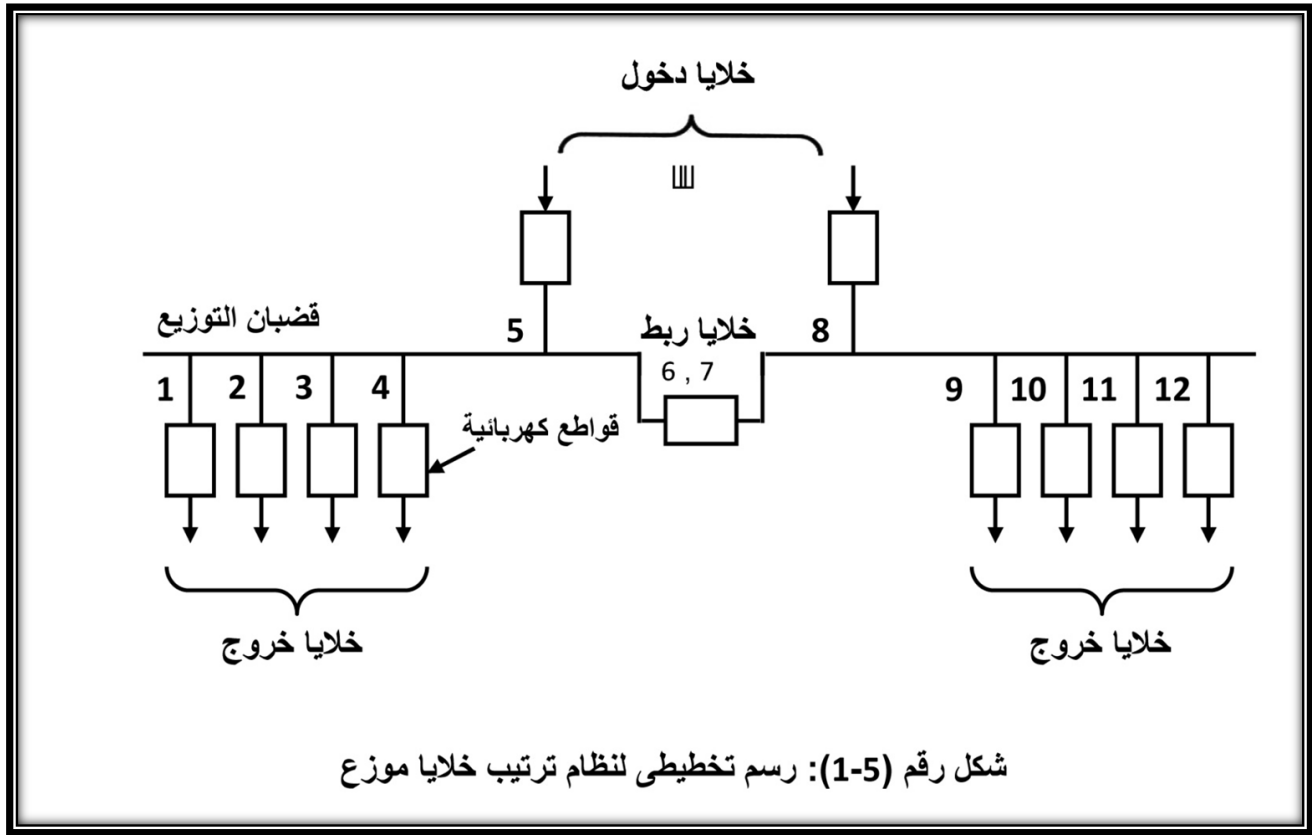 خلايا دخول
قضبان التوزيع
5
خلايا ربط
8
6 , 7
1
2
3
4
9
10
11
12
قواطع كهربائية
خلايا خروج
خلايا خروج
شكل رقم (5-1): رسم تخطيطى لنظام ترتيب خلايا موزع